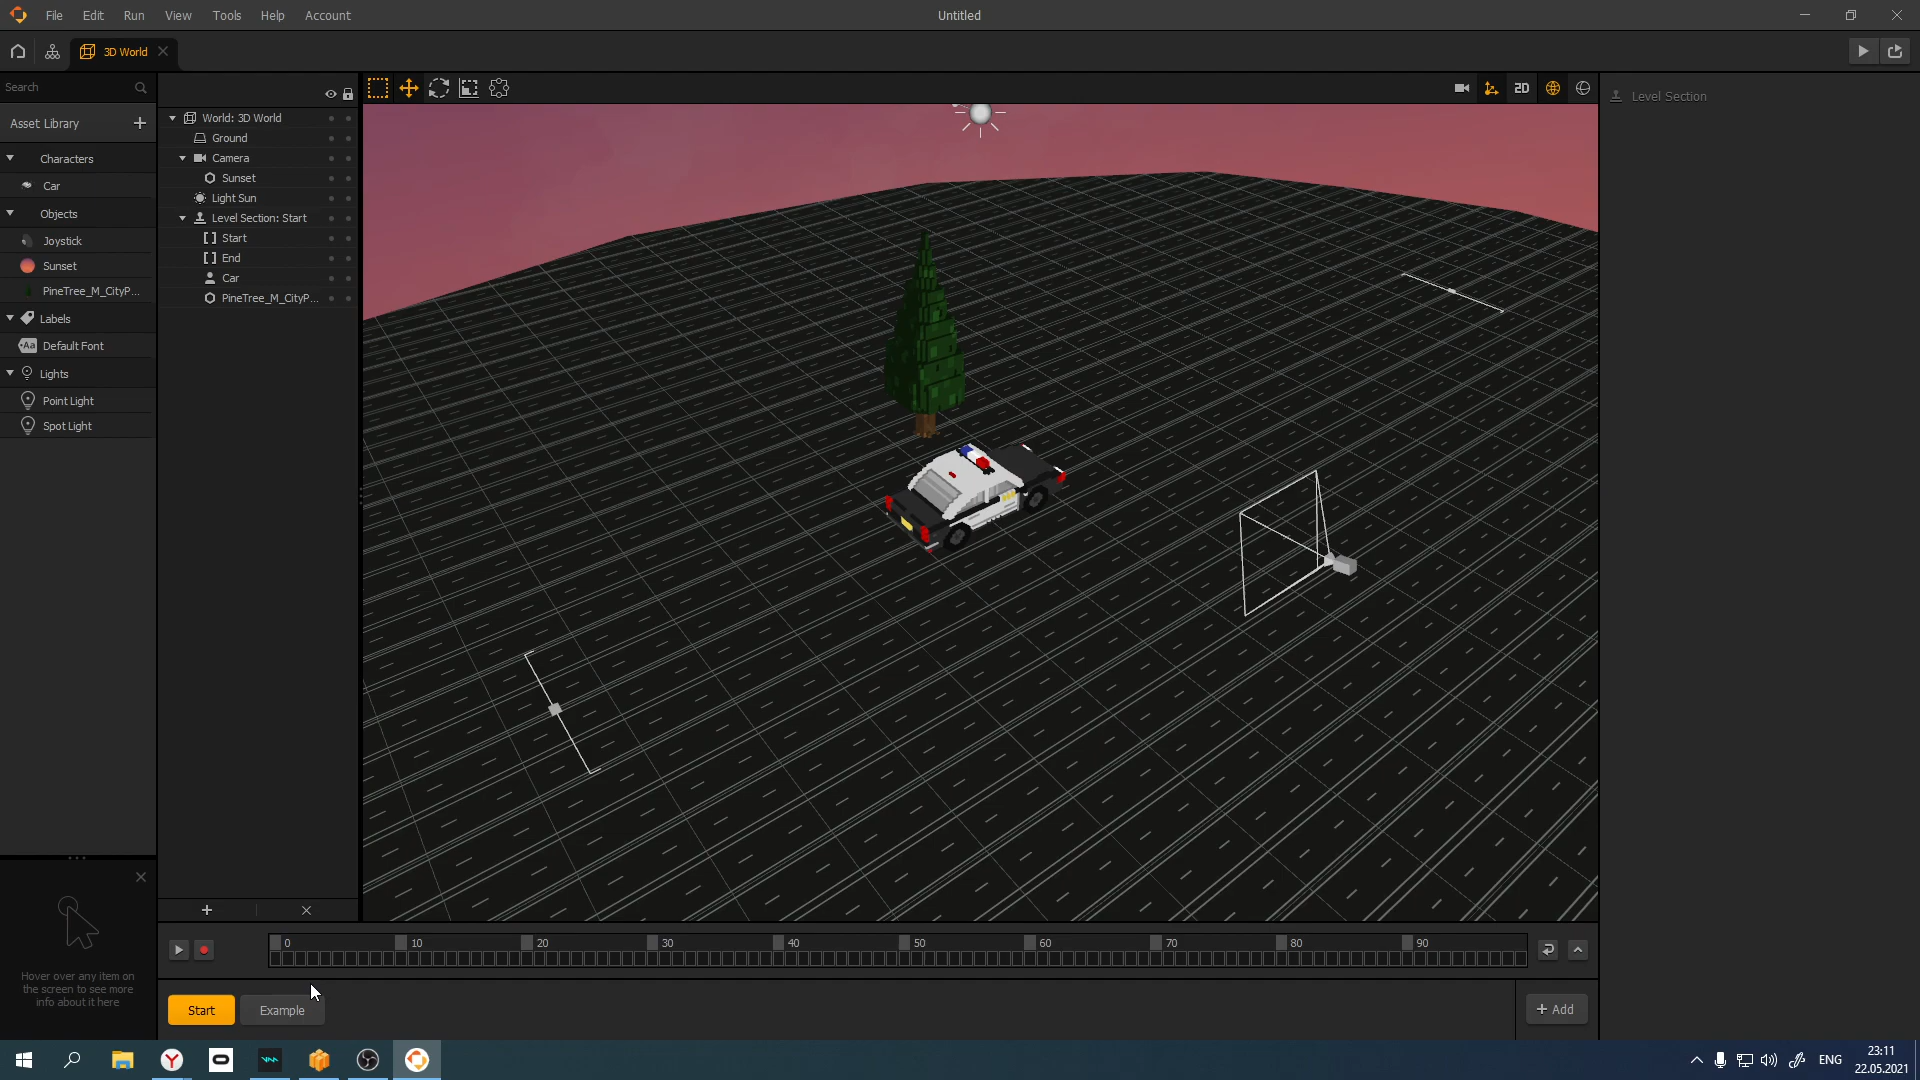 File Edit Run View Tools Help Account
Untitled
3D World
Search
Asset Library
Characters
Car
Objects
Joystick
Sunset
PineTree_M_CityP...
Labels
Aa Default Font
Lights
Point Light
Spot Light
World: 3D World
Ground
Camera
Sunset
Light Sun
Level Section: Start
Start
End
Car
PineTree_M_CityP...
2D
Level Section
Hover over any item on
the screen to see more
info about it here
0 10 20 30 40 50 60 70 80 90
Start Example
+ Add
ENG
23:11
22.05.2021